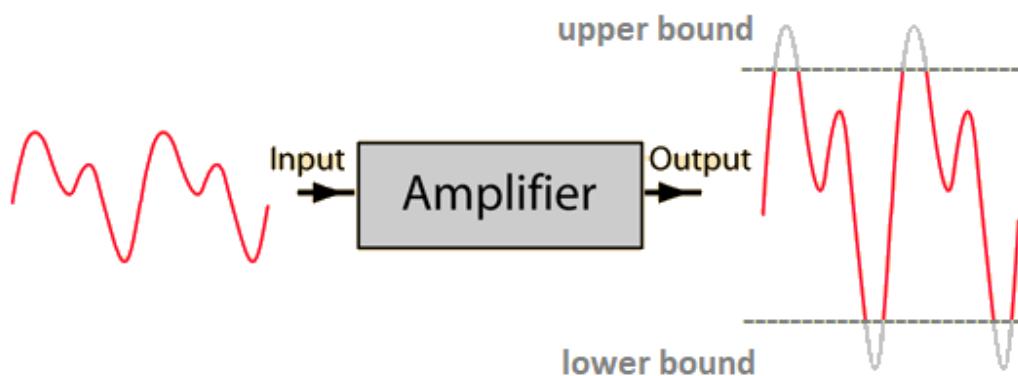 upper bound
Input
Amplifier
Output
lower bound